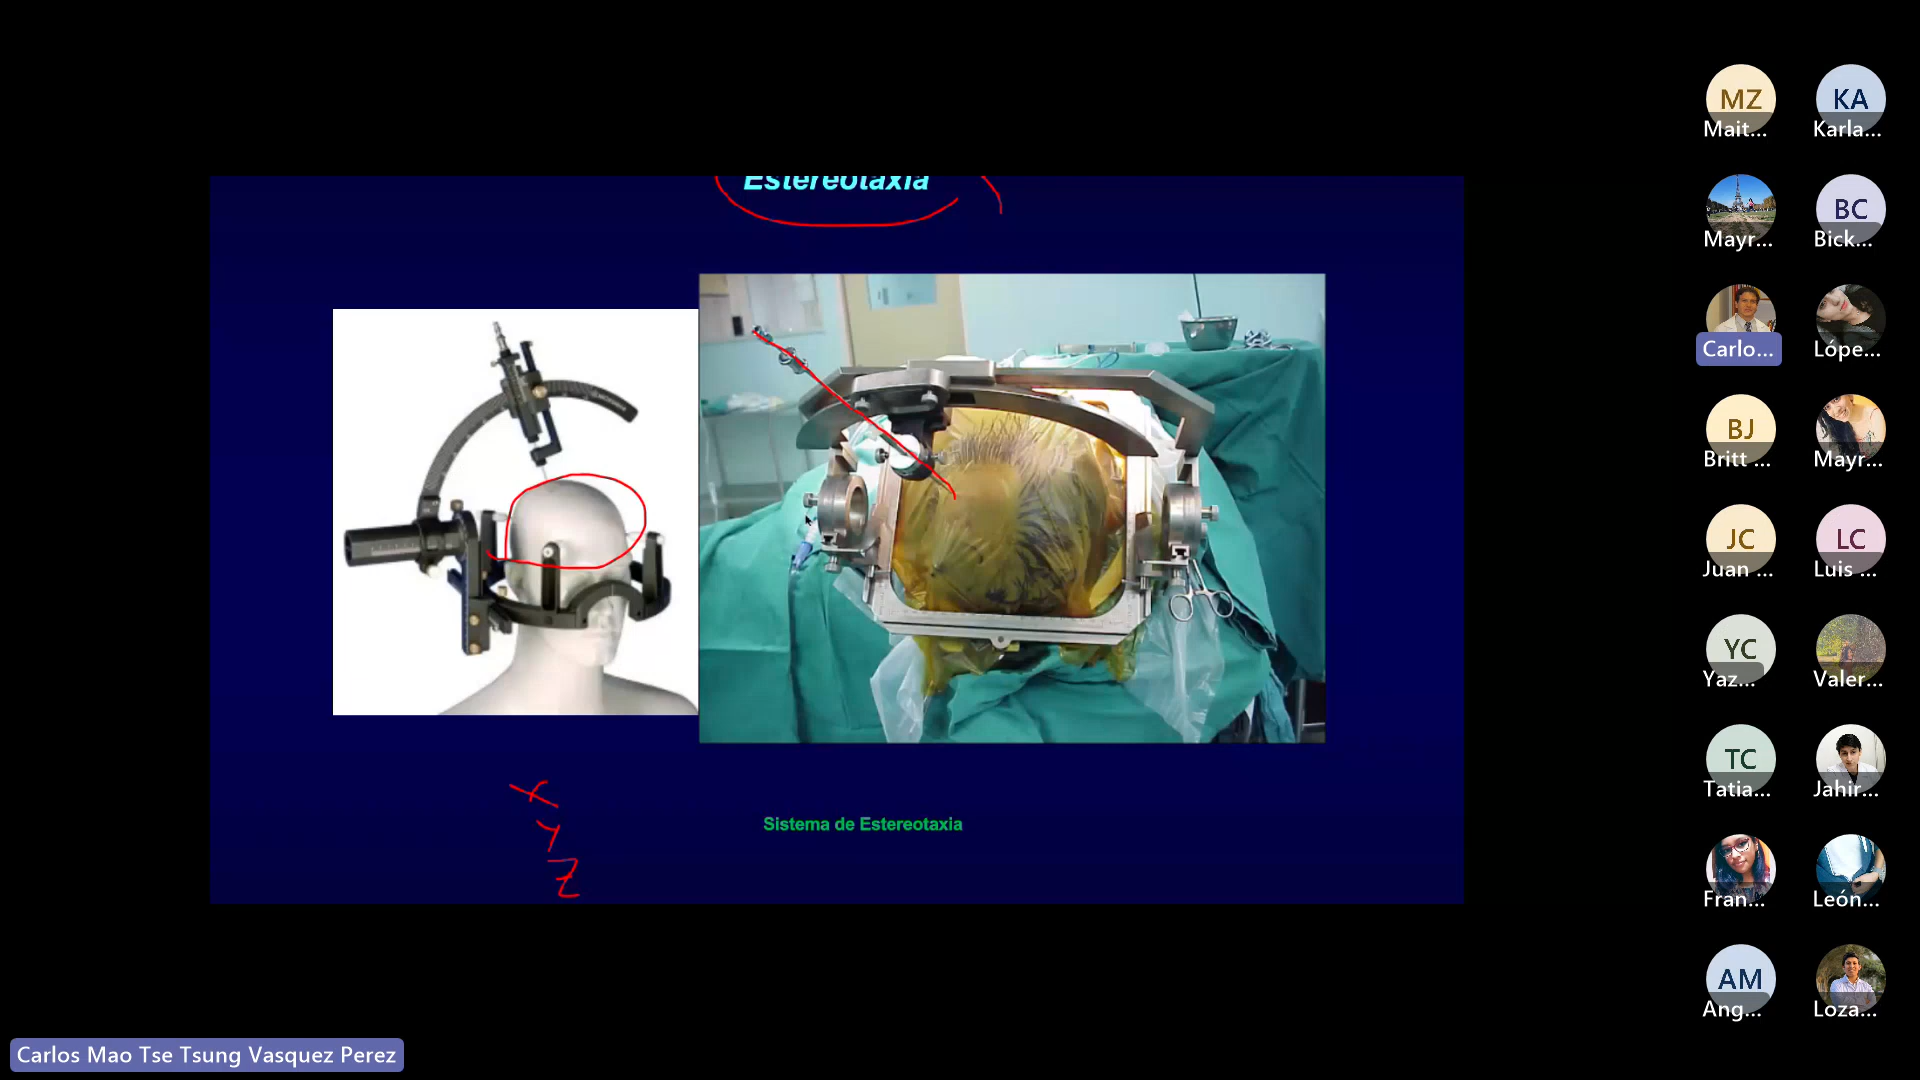 Estereotaxia
X
Y
Z
Sistema de Estereotaxia
MZ
Mait...
KA
Karla...
Mayr...
BC
Bick...
Carlo...
Lópe...
BJ
Britt ...
Mayr...
JC
Juan ...
LC
Luis ...
YC
Yaz...
Valer...
TC
Tatia...
Jahir...
Fran...
León...
AM
Ang...
Loza...
Carlos Mao Tse Tsung Vasquez Perez